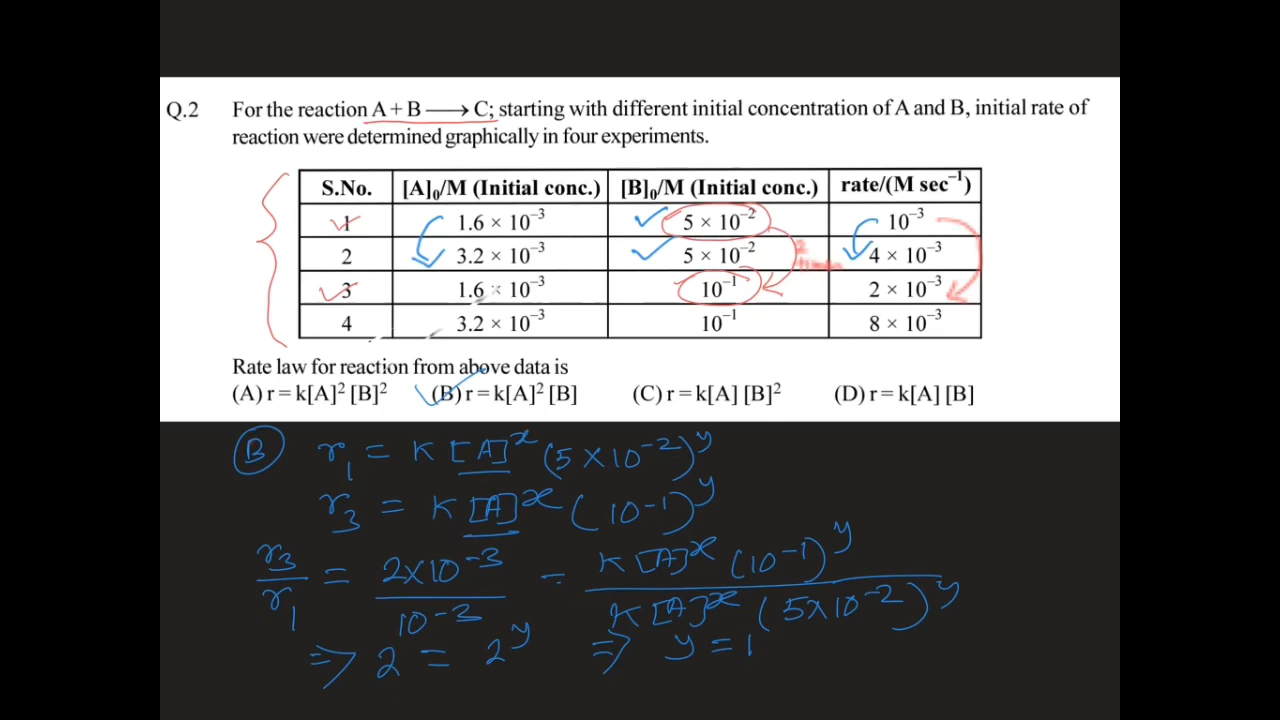 Q.2 For the reaction A + B ⟶ C; starting with different initial concentration of A and B, initial rate of
reaction were determined graphically in four experiments.
S.No. [A]₀/M (Initial conc.) [B]₀/M (Initial conc.) rate/(M sec⁻¹)
1 1.6 × 10⁻³ 5 × 10⁻² 10⁻³
2 3.2 × 10⁻³ 5 × 10⁻² 4 × 10⁻³
2 times
3 1.6 × 10⁻³ 10⁻¹ 2 × 10⁻³
4 3.2 × 10⁻³ 10⁻¹ 8 × 10⁻³
Rate law for reaction from above data is
(A) r = k[A]² [B]² (B) r = k[A]² [B] (C) r = k[A] [B]² (D) r = k[A] [B]
B r₁ = K [A]ˣ (5 × 10⁻²)ʸ
r₃ = K [A]ˣ (10-1)ʸ
r₃/r₁ = 2×10⁻³/10⁻³ = K [A]ˣ (10⁻¹)ʸ / K [A]ˣ (5×10⁻²)ʸ
⇒ 2 = 2ʸ ⇒ y = 1